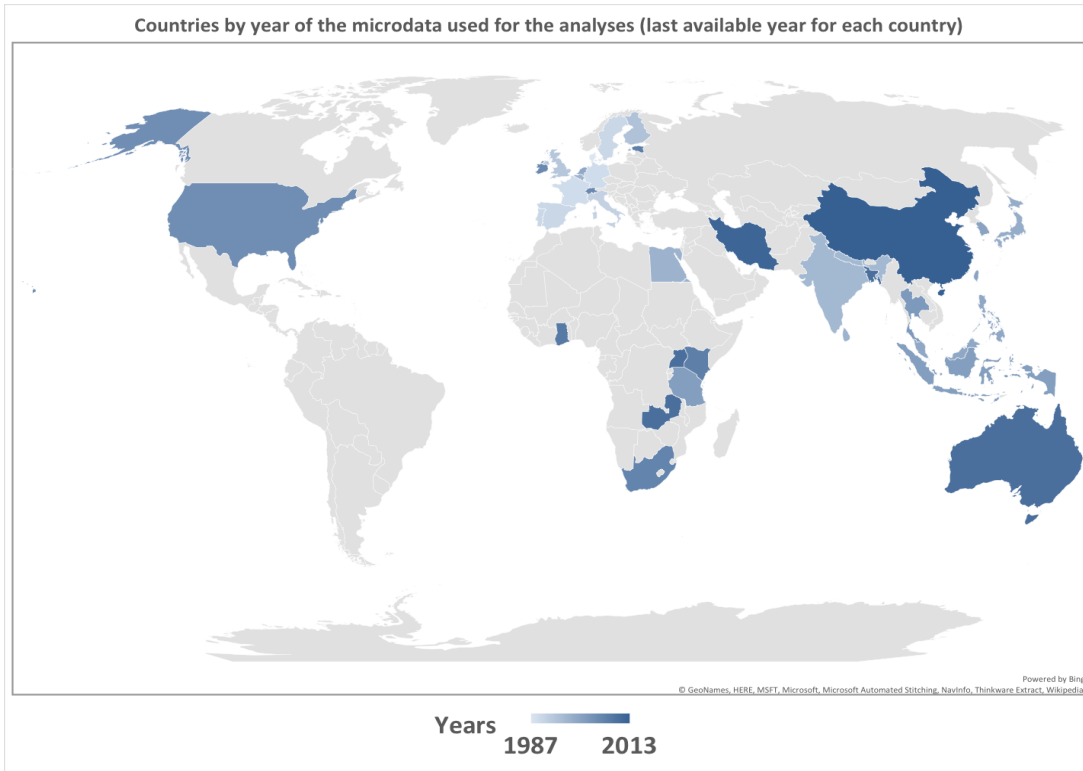 Countries by year of the microdata used for the analyses (last available year for each country)
Powered by Bing
© GeoNames, HERE, MSFT, Microsoft, Microsoft Automated Stitching, NavInfo, Thinkware Extract, Wikipedia
Years
1987 2013